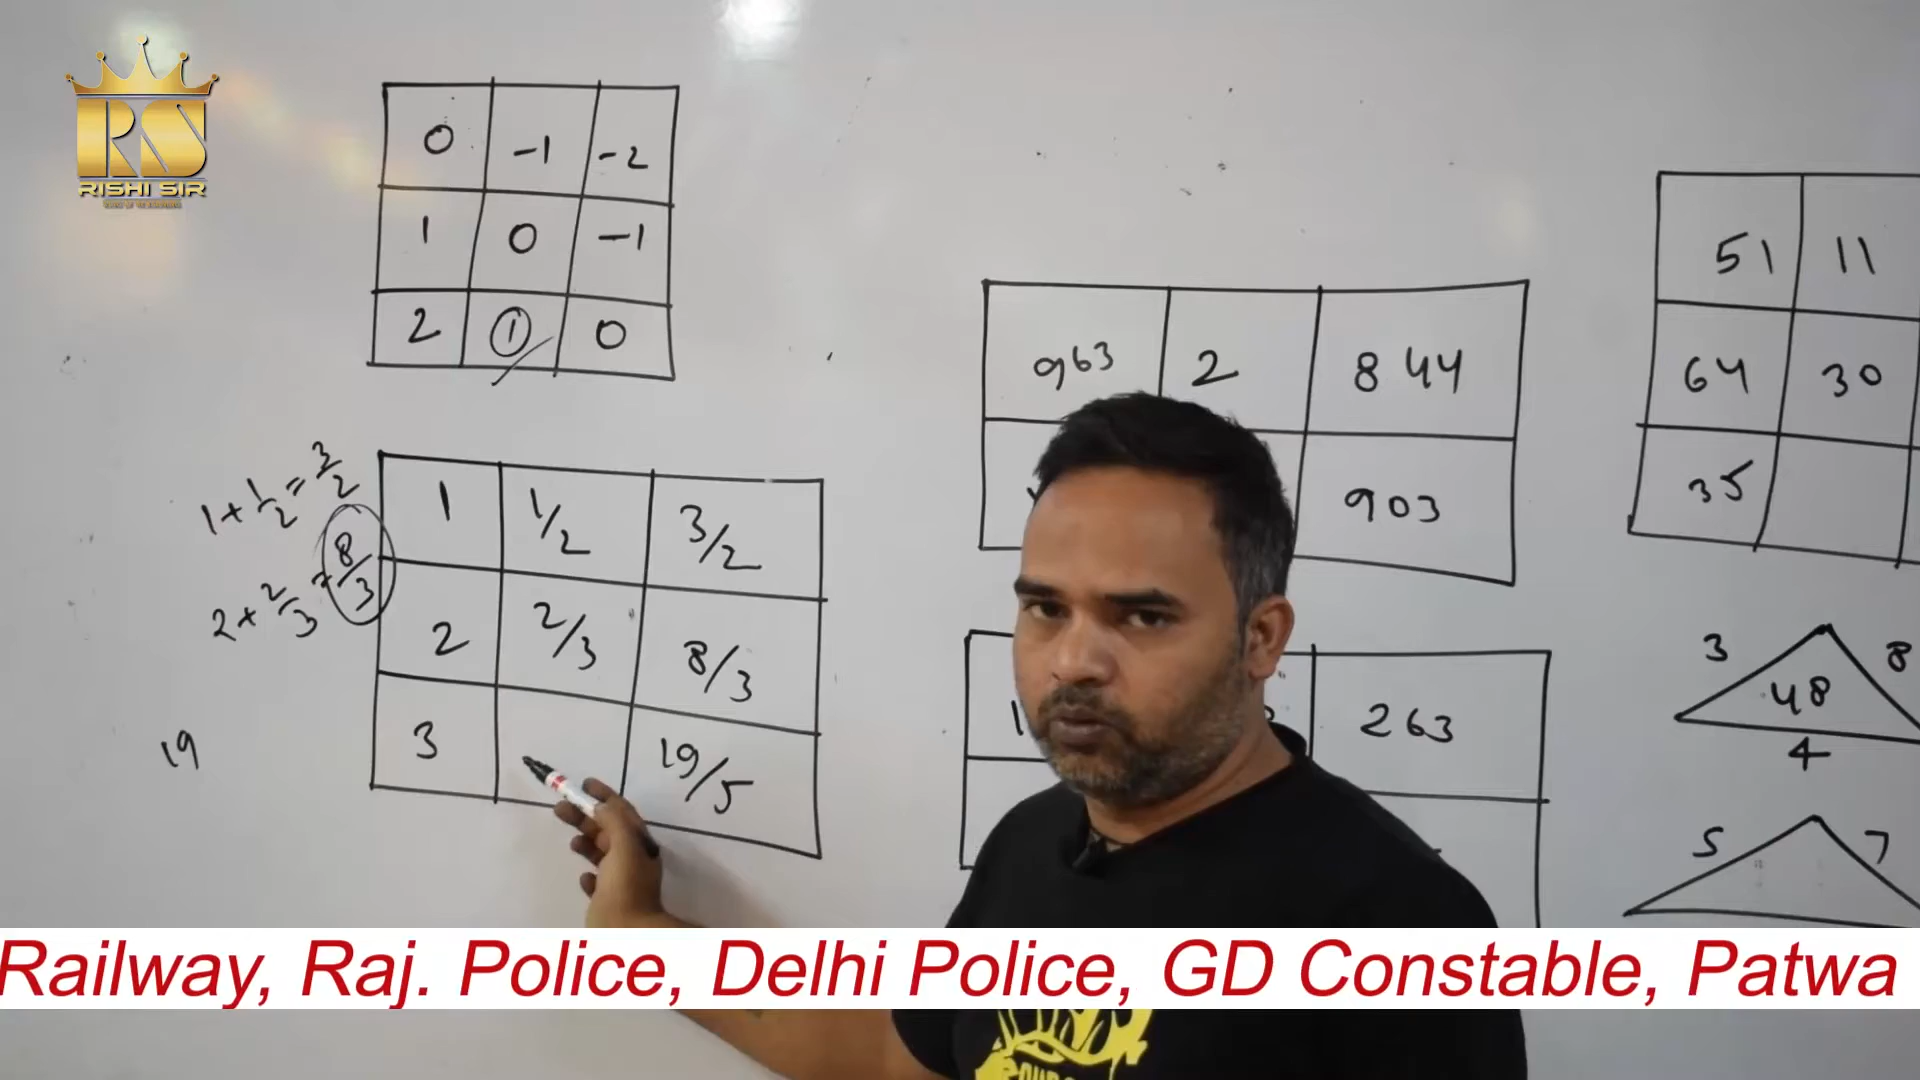 RS
RISHI SIR
0 -1 -2
1 0 -1
2 1 0
1+1/2=3/2
2+2/3=8/3
19
1 1/2 3/2
2 2/3 8/3
3 19/5
963 2 844
903
263
51 11
64 30
35
3 8
48
4
5 7
Railway, Raj. Police, Delhi Police, GD Constable, Patwa